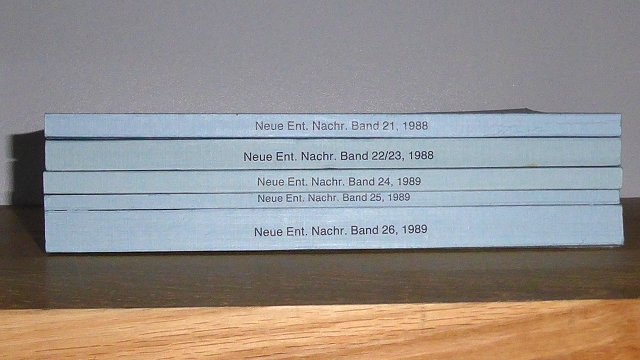 Neue Ent. Nachr. Band 21, 1988
Neue Ent. Nachr. Band 22/23, 1988
Neue Ent. Nachr. Band 24, 1989
Neue Ent. Nachr. Band 25, 1989
Neue Ent. Nachr. Band 26, 1989